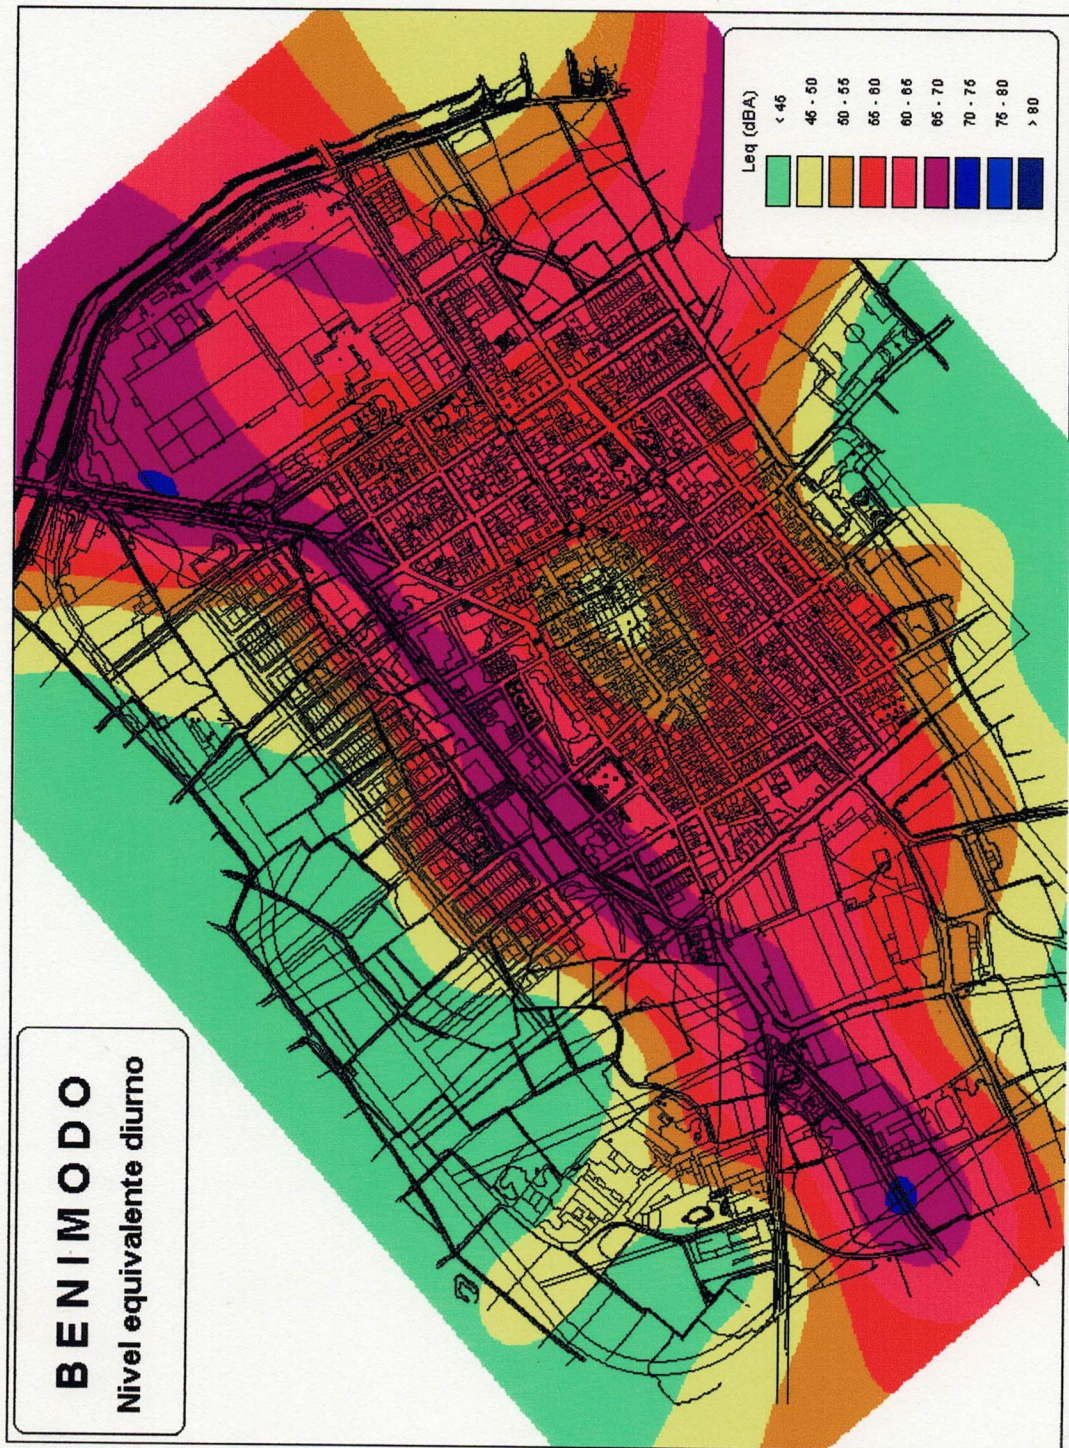 BENIMODO
Nivel equivalente diurno
Leq (dBA)
< 45
45 - 50
50 - 55
55 - 60
60 - 65
65 - 70
70 - 75
75 - 80
> 80